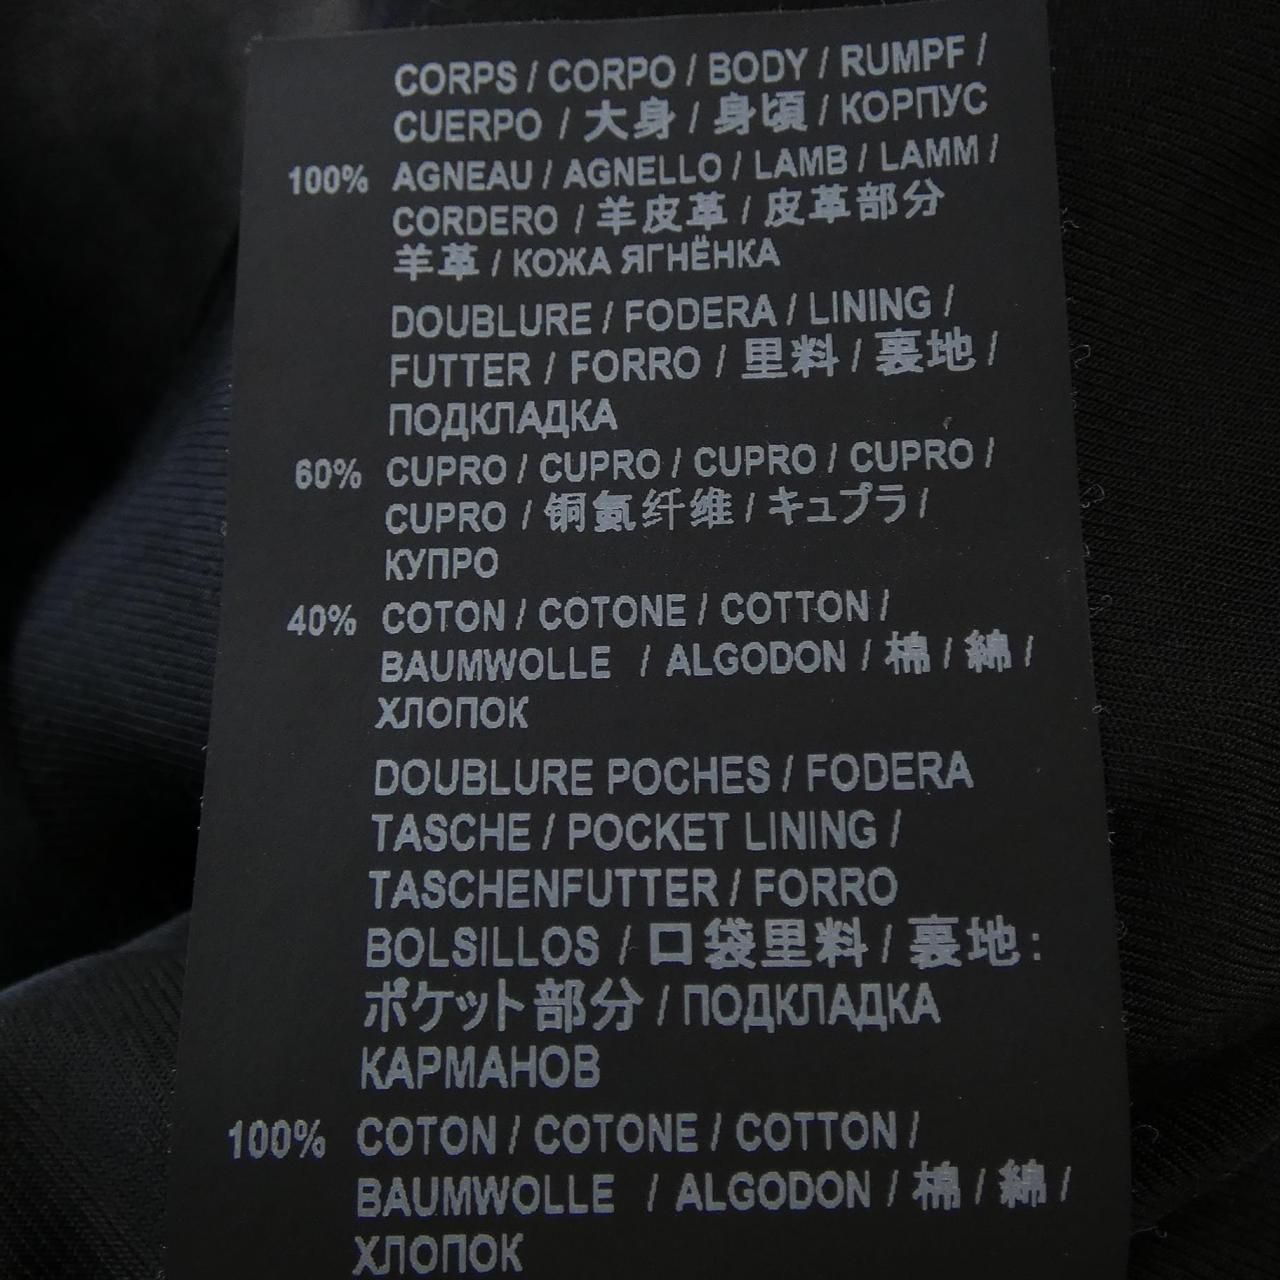 CORPS / CORPO / BODY / RUMPF /
CUERPO / 大身 / 身頃 / КОРПУС
100% AGNEAU / AGNELLO / LAMB / LAMM /
CORDERO / 羊皮革 / 皮革部分
羊革 / КОЖА ЯГНЁНКА
DOUBLURE / FODERA / LINING /
FUTTER / FORRO / 里料 / 裏地 /
ПОДКЛАДКА
60% CUPRO / CUPRO / CUPRO / CUPRO /
CUPRO / 铜氨纤维 / キュプラ /
КУПРО
40% COTON / COTONE / COTTON /
BAUMWOLLE / ALGODON / 棉 / 綿 /
ХЛОПОК
DOUBLURE POCHES / FODERA
TASCHE / POCKET LINING /
TASCHENFUTTER / FORRO
BOLSILLOS / 口袋里料 / 裏地:
ポケット部分 / ПОДКЛАДКА
КАРМАНОВ
100% COTON / COTONE / COTTON /
BAUMWOLLE / ALGODON / 棉 / 綿 /
ХЛОПОК